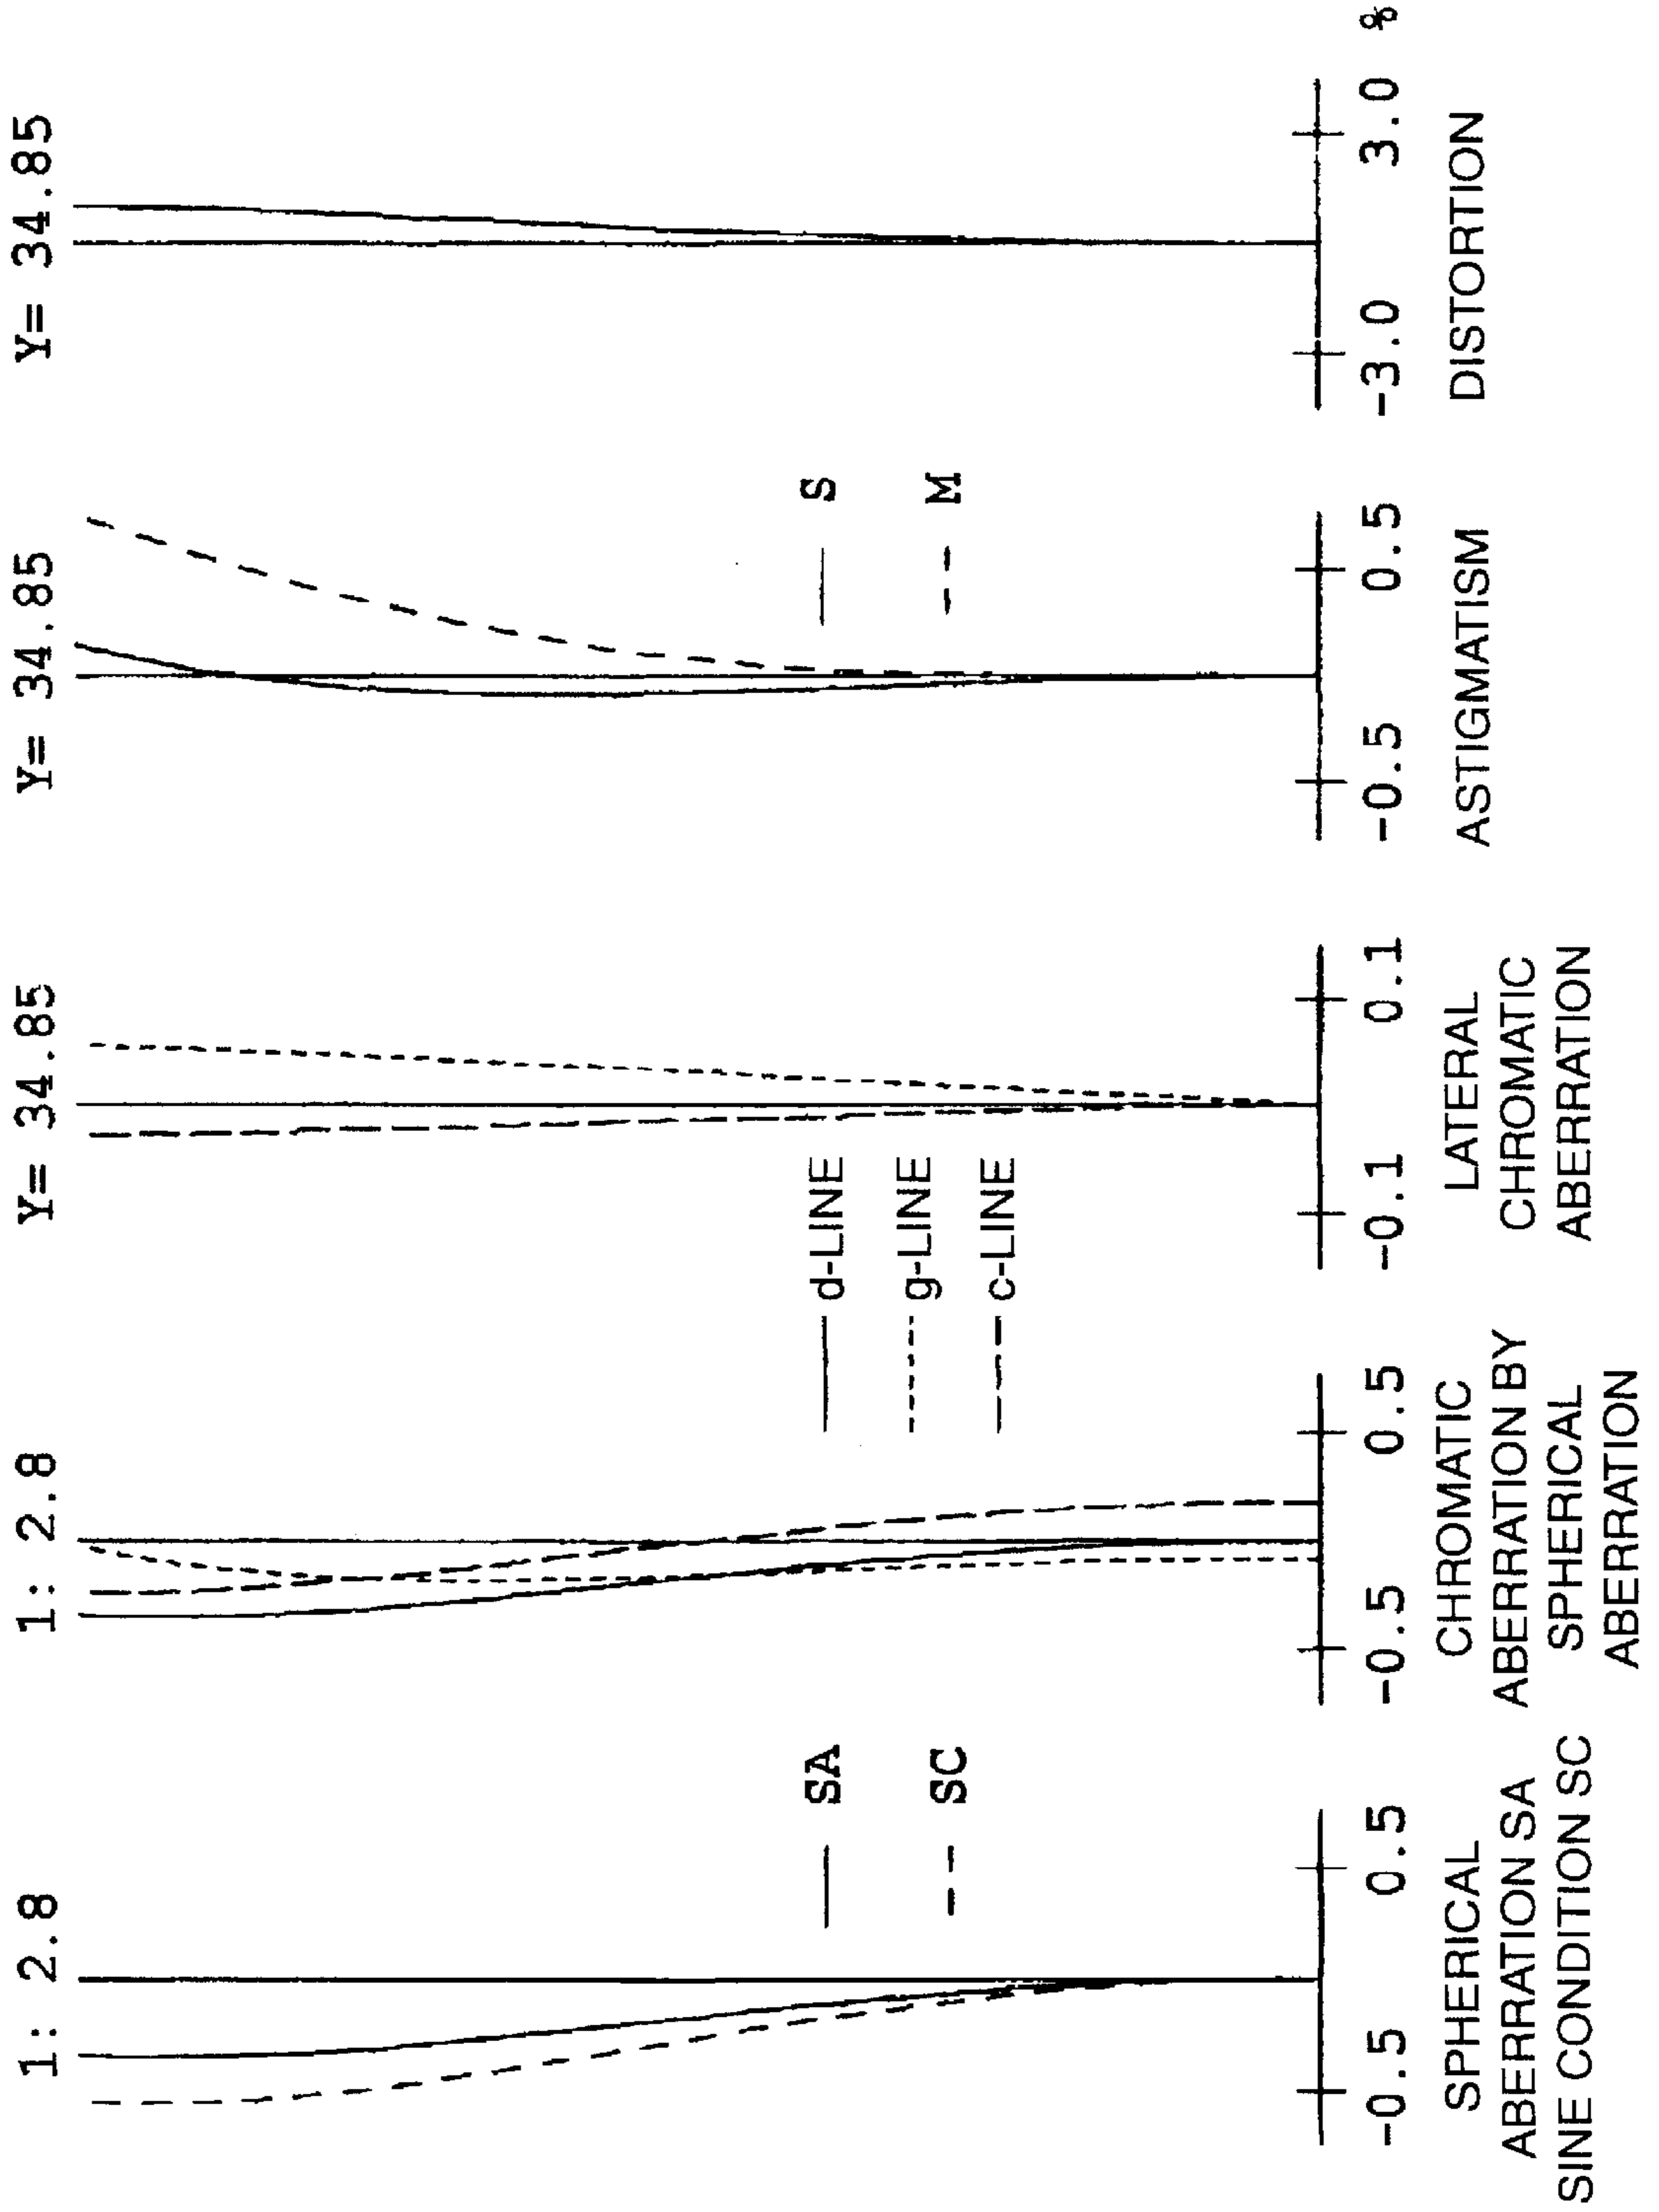 1: 2.8
SA
SC
-0.5 0.5
SPHERICAL
ABERRATION SA
SINE CONDITION SC
1: 2.8
d-LINE
g-LINE
c-LINE
-0.5 0.5
CHROMATIC
ABERRATION BY
SPHERICAL
ABERRATION
Y= 34.85
-0.1 0.1
LATERAL
CHROMATIC
ABERRATION
Y= 34.85
S
M
-0.5 0.5
ASTIGMATISM
Y= 34.85
-3.0 3.0 %
DISTORTION